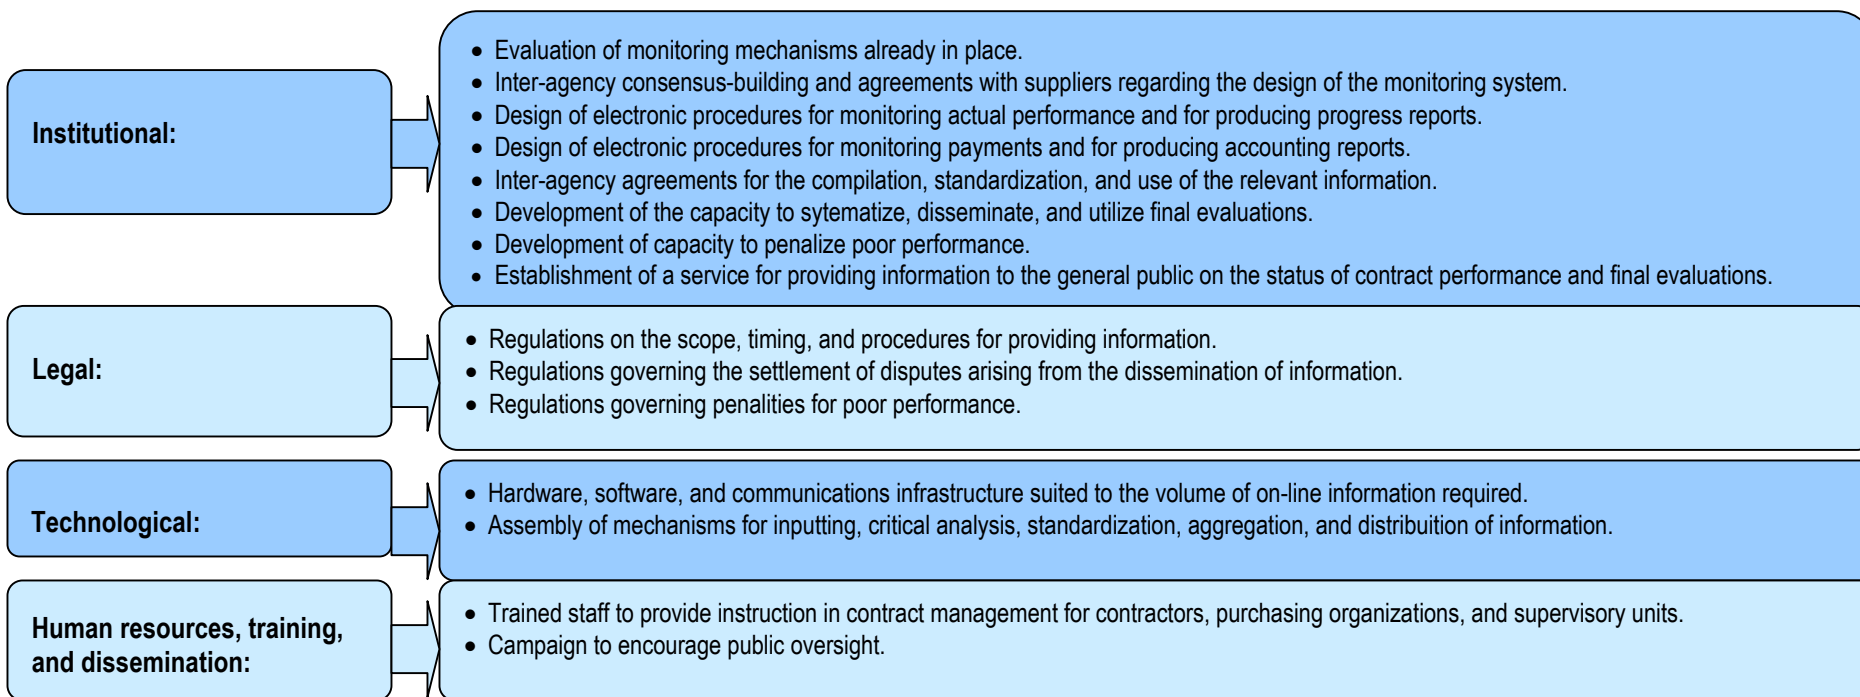 Institutional:
• Evaluation of monitoring mechanisms already in place.
• Inter-agency consensus-building and agreements with suppliers regarding the design of the monitoring system.
• Design of electronic procedures for monitoring actual performance and for producing progress reports.
• Design of electronic procedures for monitoring payments and for producing accounting reports.
• Inter-agency agreements for the compilation, standardization, and use of the relevant information.
• Development of the capacity to sytematize, disseminate, and utilize final evaluations.
• Development of capacity to penalize poor performance.
• Establishment of a service for providing information to the general public on the status of contract performance and final evaluations.
Legal:
• Regulations on the scope, timing, and procedures for providing information.
• Regulations governing the settlement of disputes arising from the dissemination of information.
• Regulations governing penalities for poor performance.
Technological:
• Hardware, software, and communications infrastructure suited to the volume of on-line information required.
• Assembly of mechanisms for inputting, critical analysis, standardization, aggregation, and distribuition of information.
Human resources, training,
and dissemination:
• Trained staff to provide instruction in contract management for contractors, purchasing organizations, and supervisory units.
• Campaign to encourage public oversight.